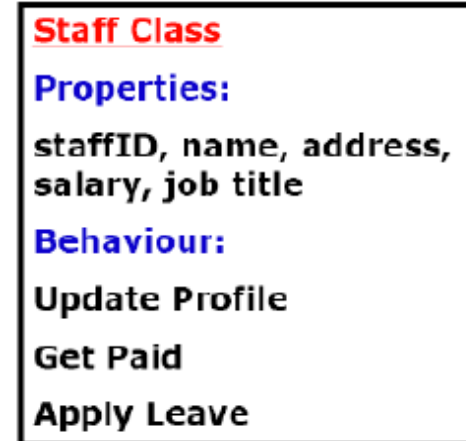 Staff Class
Properties:
staffID, name, address,
salary, job title
Behaviour:
Update Profile
Get Paid
Apply Leave